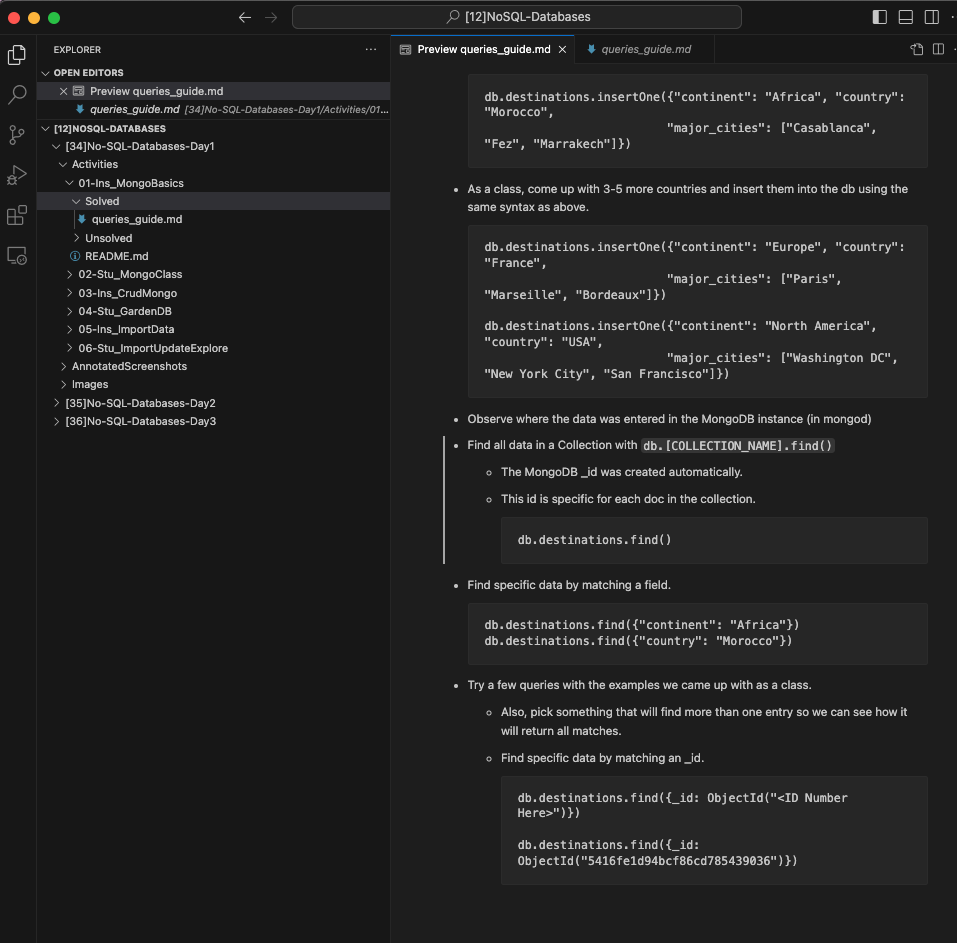 [12]NoSQL-Databases
EXPLORER
OPEN EDITORS
Preview queries_guide.md
queries_guide.md [34]No-SQL-Databases-Day1/Activities/01...
[12]NOSQL-DATABASES
[34]No-SQL-Databases-Day1
Activities
01-Ins_MongoBasics
Solved
queries_guide.md
Unsolved
README.md
02-Stu_MongoClass
03-Ins_CrudMongo
04-Stu_GardenDB
05-Ins_ImportData
06-Stu_ImportUpdateExplore
AnnotatedScreenshots
Images
[35]No-SQL-Databases-Day2
[36]No-SQL-Databases-Day3
Preview queries_guide.md
queries_guide.md
db.destinations.insertOne({"continent": "Africa", "country":
"Morocco",
"major_cities": ["Casablanca",
"Fez", "Marrakech"]})
As a class, come up with 3-5 more countries and insert them into the db using the
same syntax as above.
db.destinations.insertOne({"continent": "Europe", "country":
"France",
"major_cities": ["Paris",
"Marseille", "Bordeaux"]})
db.destinations.insertOne({"continent": "North America",
"country": "USA",
"major_cities": ["Washington DC",
"New York City", "San Francisco"]})
Observe where the data was entered in the MongoDB instance (in mongod)
Find all data in a Collection with db.[COLLECTION_NAME].find()
The MongoDB _id was created automatically.
This id is specific for each doc in the collection.
db.destinations.find()
Find specific data by matching a field.
db.destinations.find({"continent": "Africa"})
db.destinations.find({"country": "Morocco"})
Try a few queries with the examples we came up with as a class.
Also, pick something that will find more than one entry so we can see how it
will return all matches.
Find specific data by matching an _id.
db.destinations.find({_id: ObjectId("<ID Number
Here>")})
db.destinations.find({_id:
ObjectId("5416fe1d94bcf86cd785439036")})